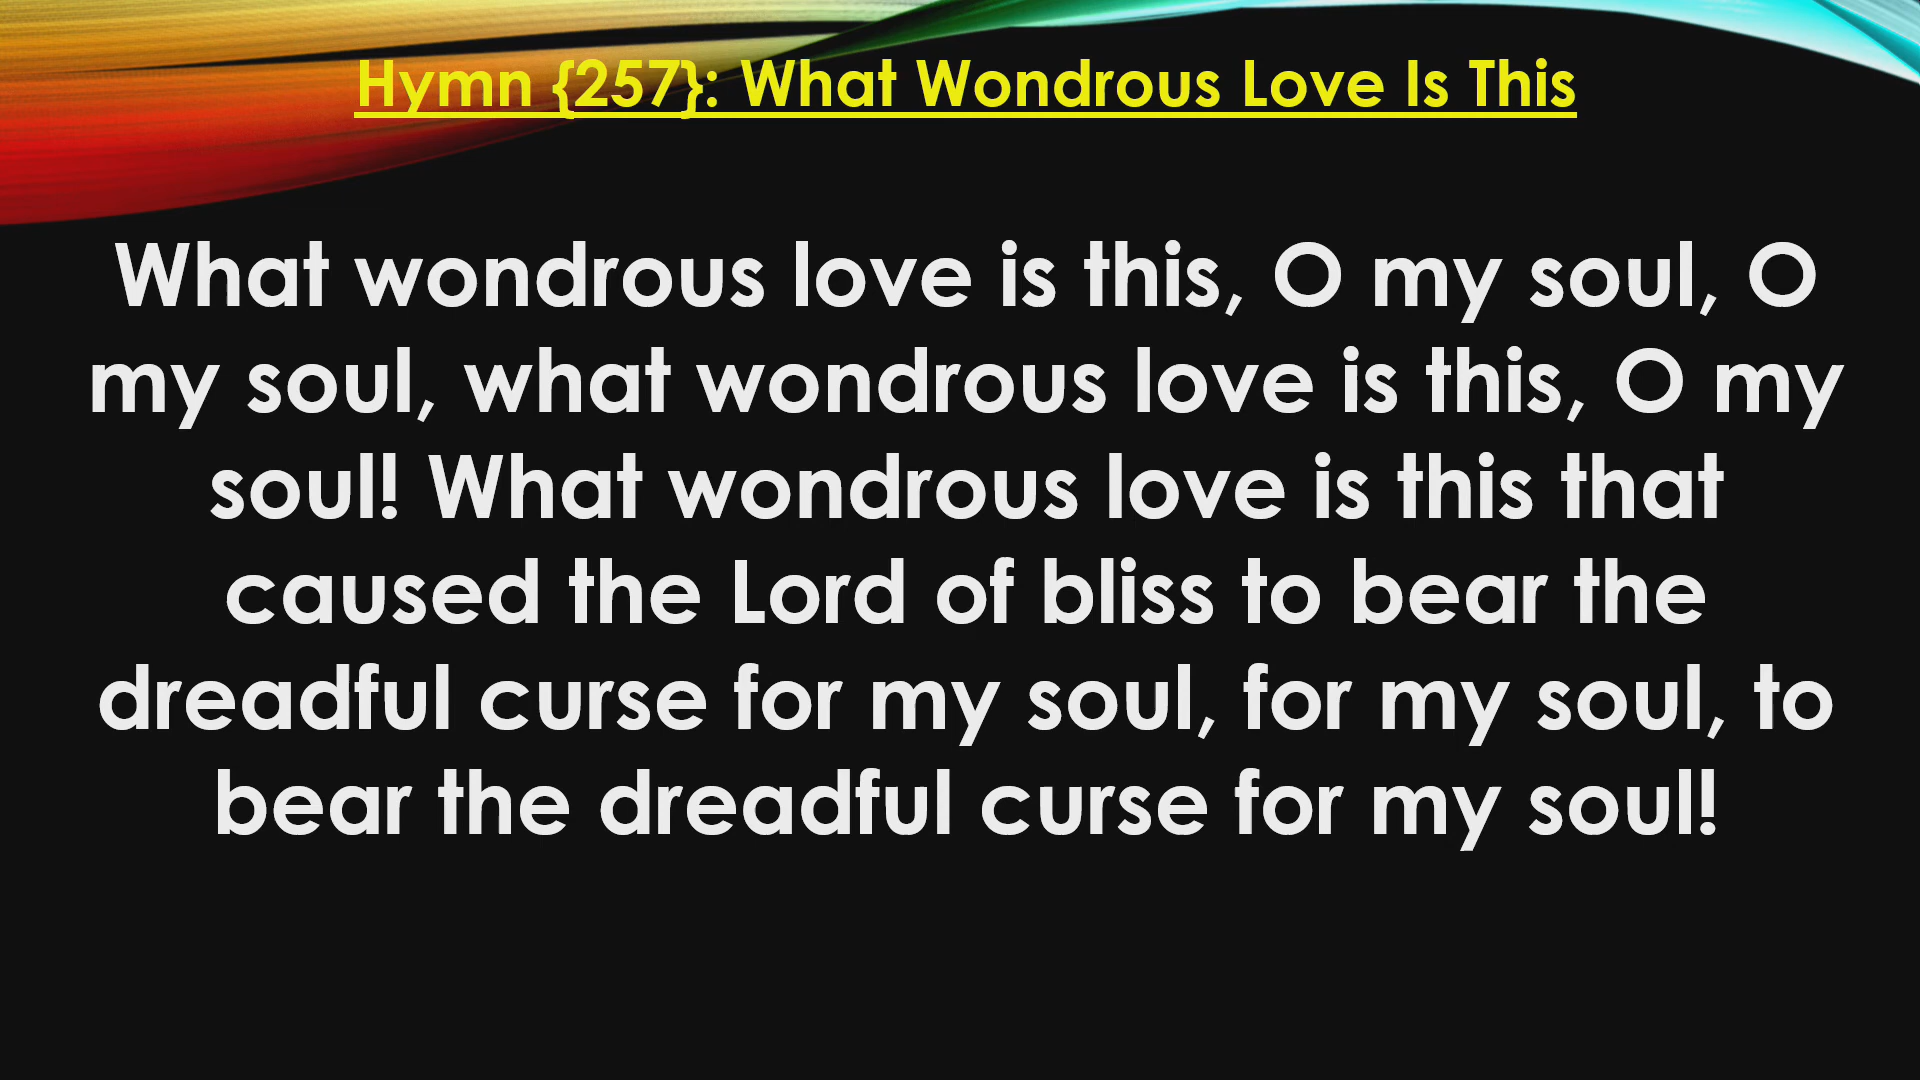 Hymn {257}: What Wondrous Love Is This
What wondrous love is this, O my soul, O
my soul, what wondrous love is this, O my
soul! What wondrous love is this that
caused the Lord of bliss to bear the
dreadful curse for my soul, for my soul, to
bear the dreadful curse for my soul!